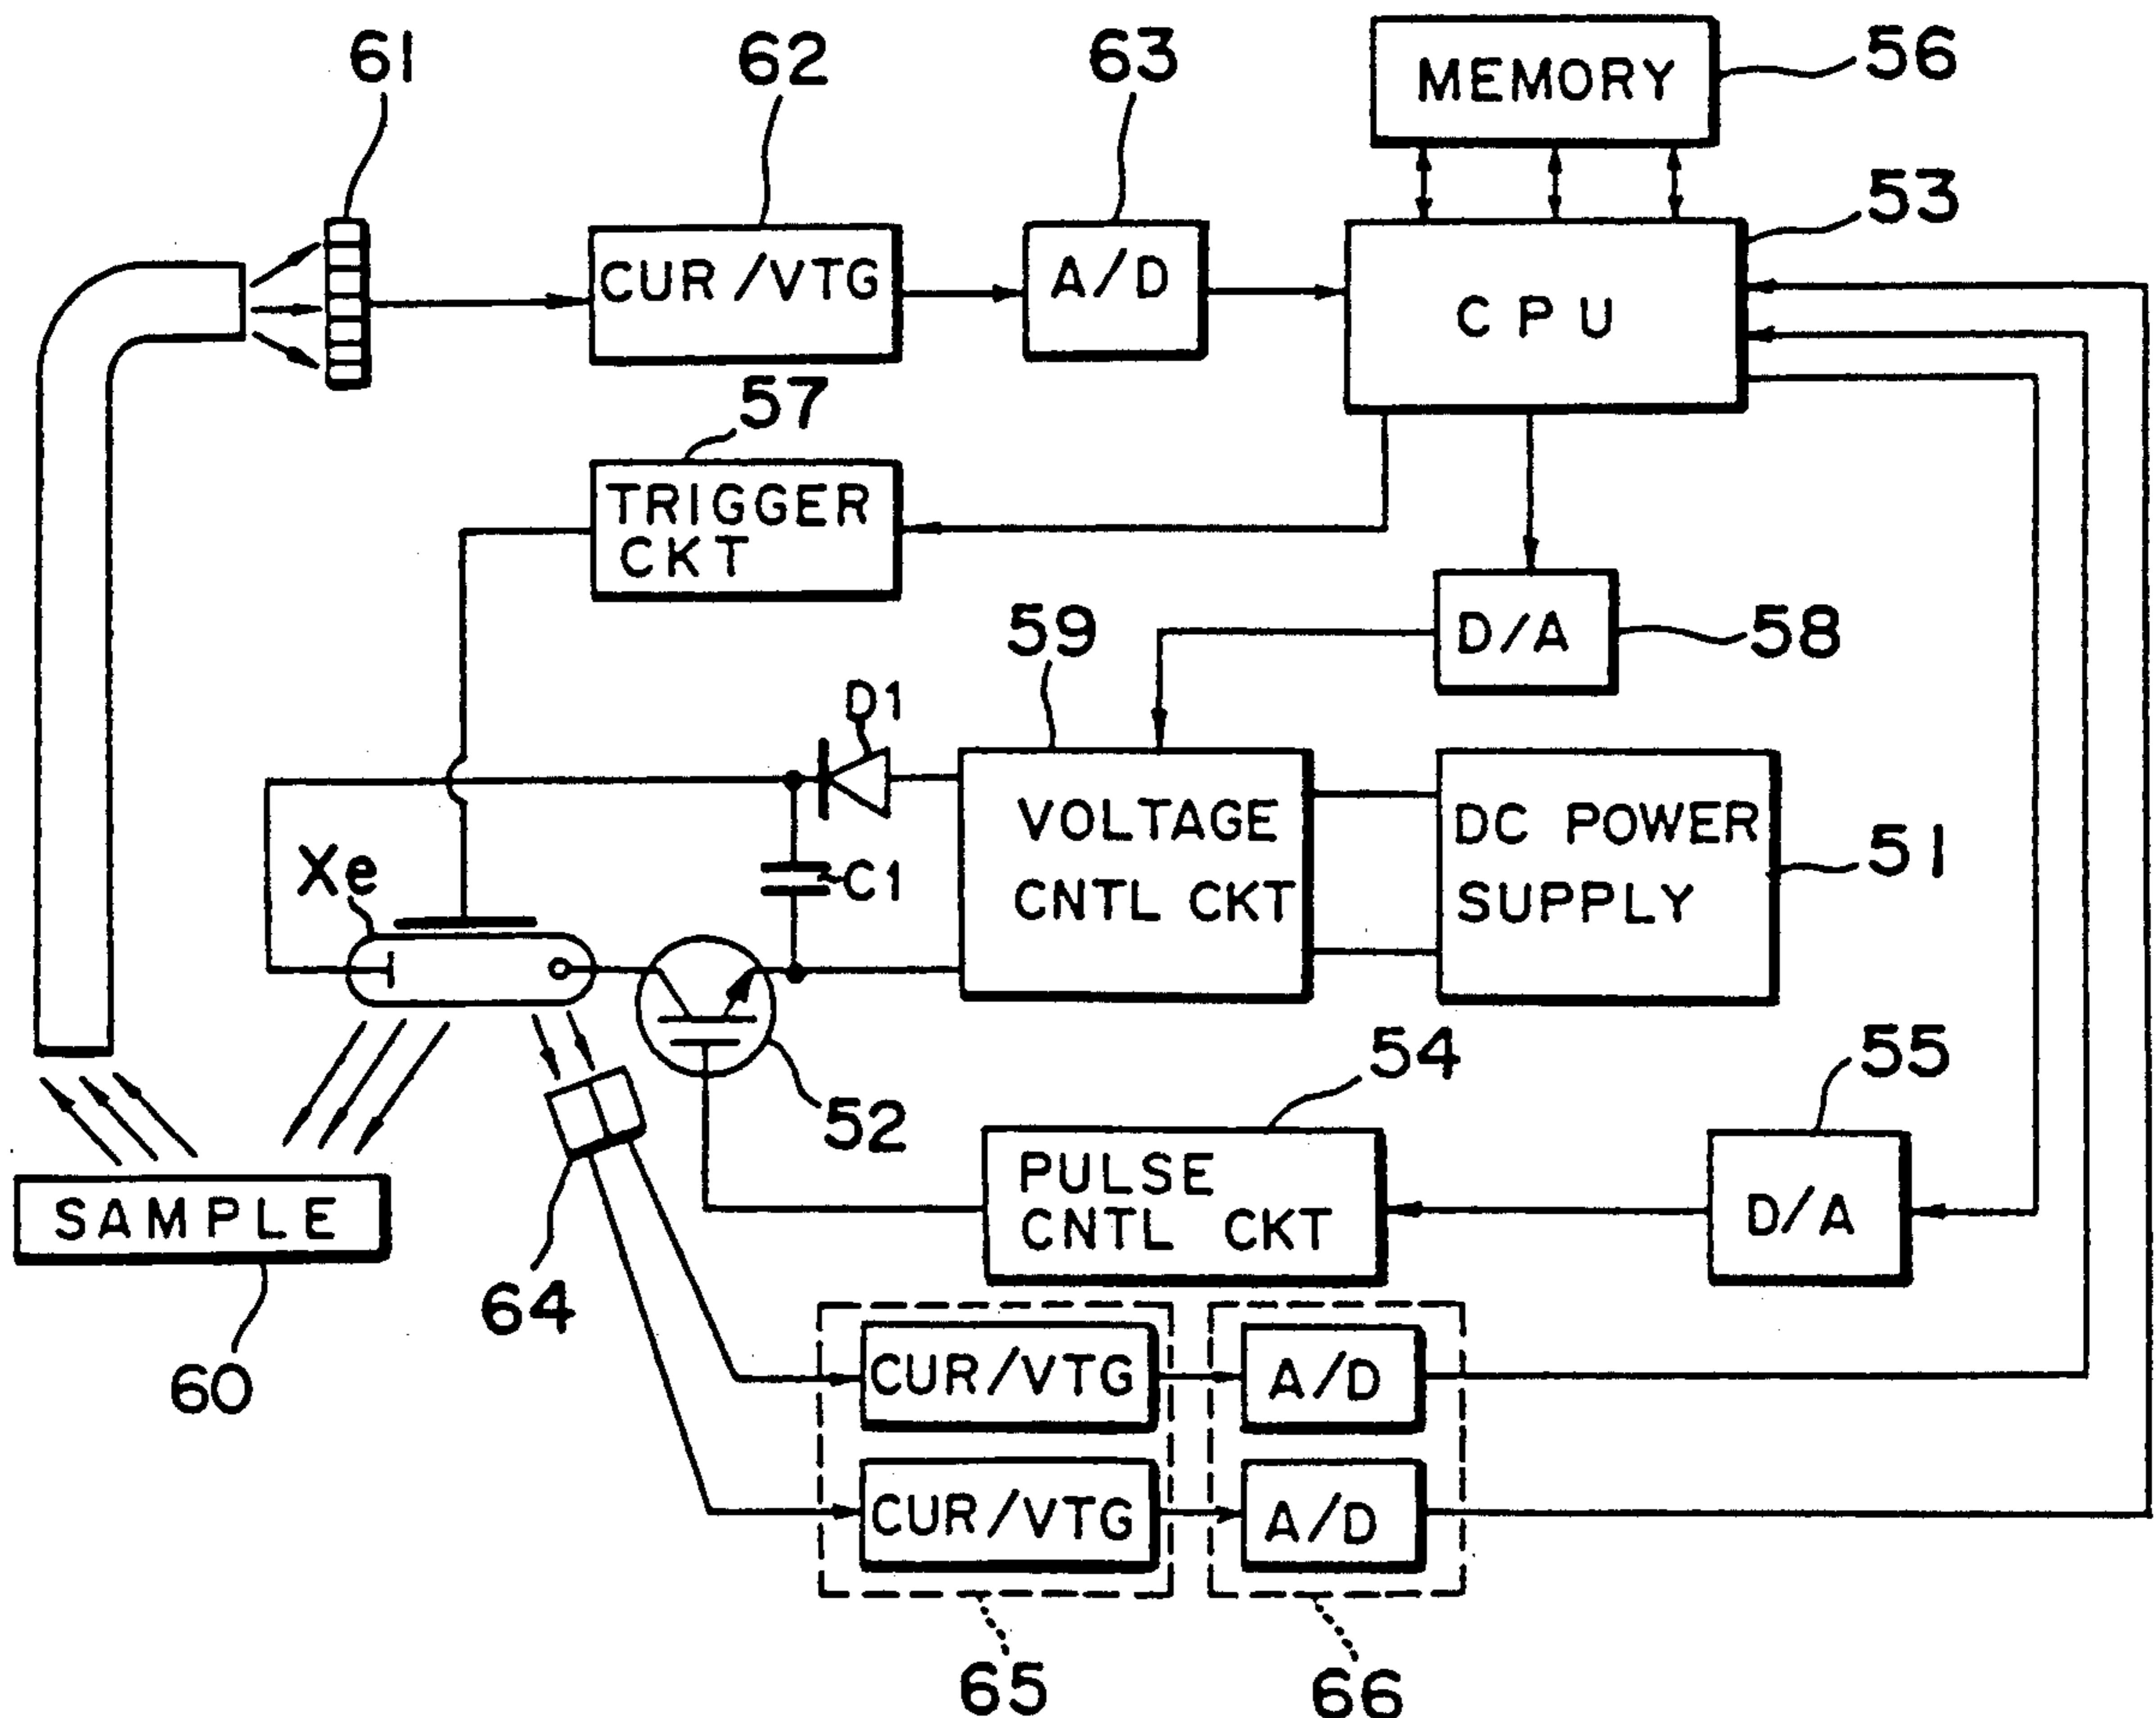 61
62
63
MEMORY
56
53
CUR/VTG
A/D
CPU
57
TRIGGER
CKT
59
D/A
58
D1
VOLTAGE
CNTL CKT
DC POWER
SUPPLY
51
Xe
C1
54
55
52
PULSE
CNTL CKT
D/A
SAMPLE
64
60
CUR/VTG
A/D
CUR/VTG
A/D
65
66